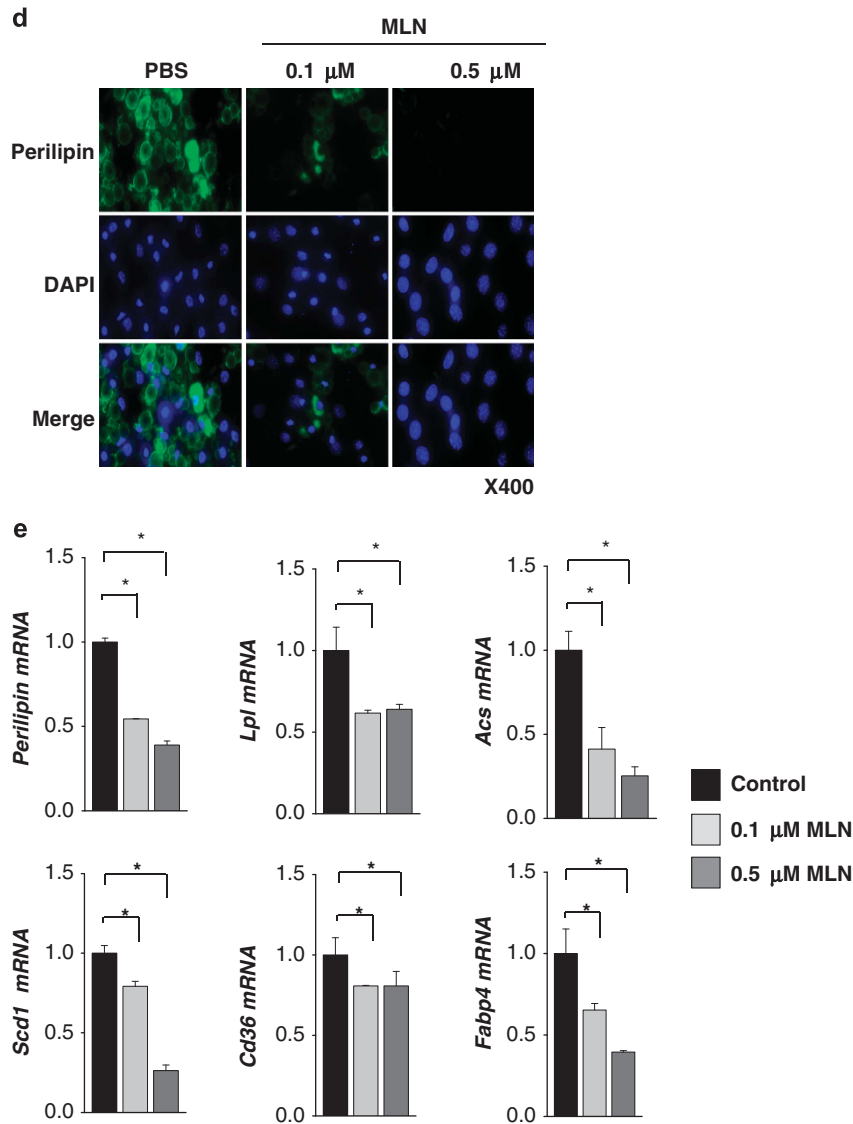 d
MLN
PBS 0.1 µM 0.5 µM
Perilipin
DAPI
Merge
X400
e
1.5
1.0
0.5
0.0
Perilipin mRNA
*
*
1.5
1.0
0.5
0.0
Lpl mRNA
*
*
1.5
1.0
0.5
0.0
Acs mRNA
*
*
Control
0.1 µM MLN
0.5 µM MLN
1.5
1.0
0.5
0.0
Scd1 mRNA
*
*
1.5
1.0
0.5
0.0
Cd36 mRNA
*
*
1.5
1.0
0.5
0.0
Fabp4 mRNA
*
*